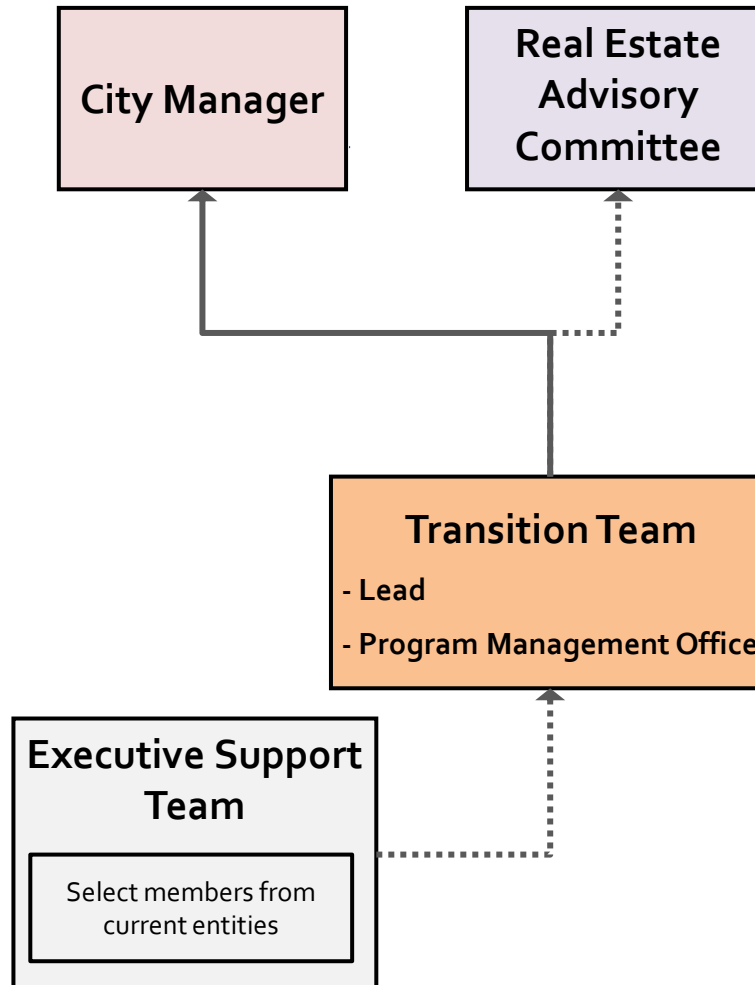 City Manager
Real Estate
Advisory
Committee
Transition Team
- Lead
- Program Management Office
Executive Support
Team
Select members from
current entities